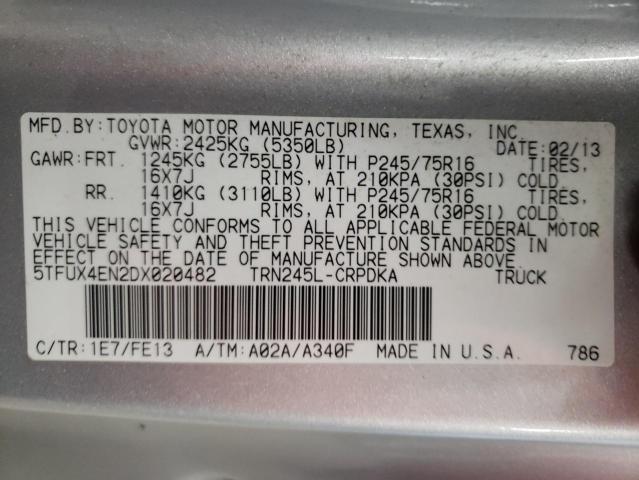 MFD.BY:TOYOTA MOTOR MANUFACTURING, TEXAS, INC.
GVWR:2425KG (5350LB) DATE:02/13
GAWR:FRT. 1245KG (2755LB) WITH P245/75R16 TIRES,
16X7J RIMS, AT 210KPA (30PSI) COLD.
RR. 1410KG (3110LB) WITH P245/75R16 TIRES,
16X7J RIMS, AT 210KPA (30PSI) COLD.
THIS VEHICLE CONFORMS TO ALL APPLICABLE FEDERAL MOTOR
VEHICLE SAFETY AND THEFT PREVENTION STANDARDS IN
EFFECT ON THE DATE OF MANUFACTURE SHOWN ABOVE.
5TFUX4EN2DX020482 TRN245L-CRPDKA TRUCK
C/TR:1E7/FE13 A/TM:A02A/A340F MADE IN U.S.A. 786